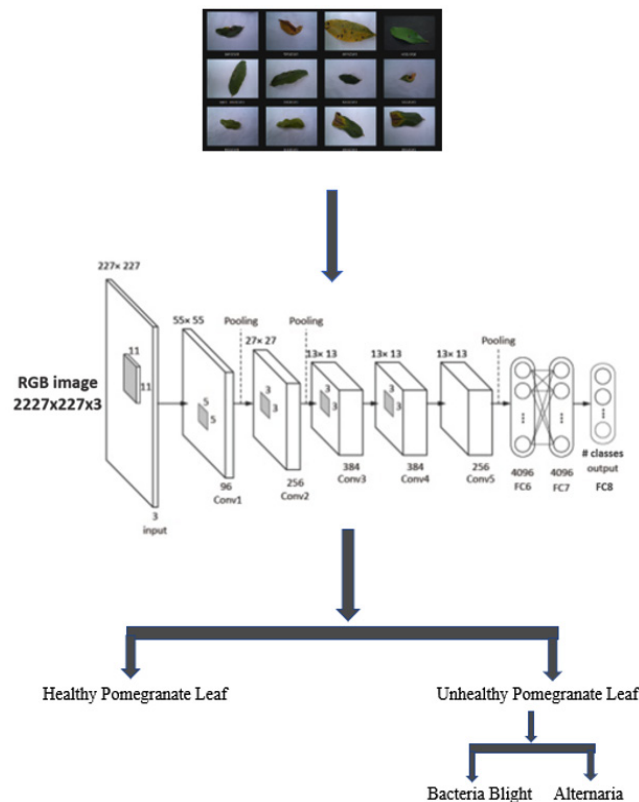 227× 227
55× 55
Pooling
Pooling
27× 27
13× 13
13× 13
13× 13
Pooling
11
11
RGB image
2227x227x3
5
5
3
3
3
3
3
3
96
Conv1
256
Conv2
384
Conv3
384
Conv4
256
Conv5
4096
FC6
4096
FC7
# classes
output
FC8
3
input
Healthy Pomegranate Leaf
Unhealthy Pomegranate Leaf
Bacteria Blight
Alternaria